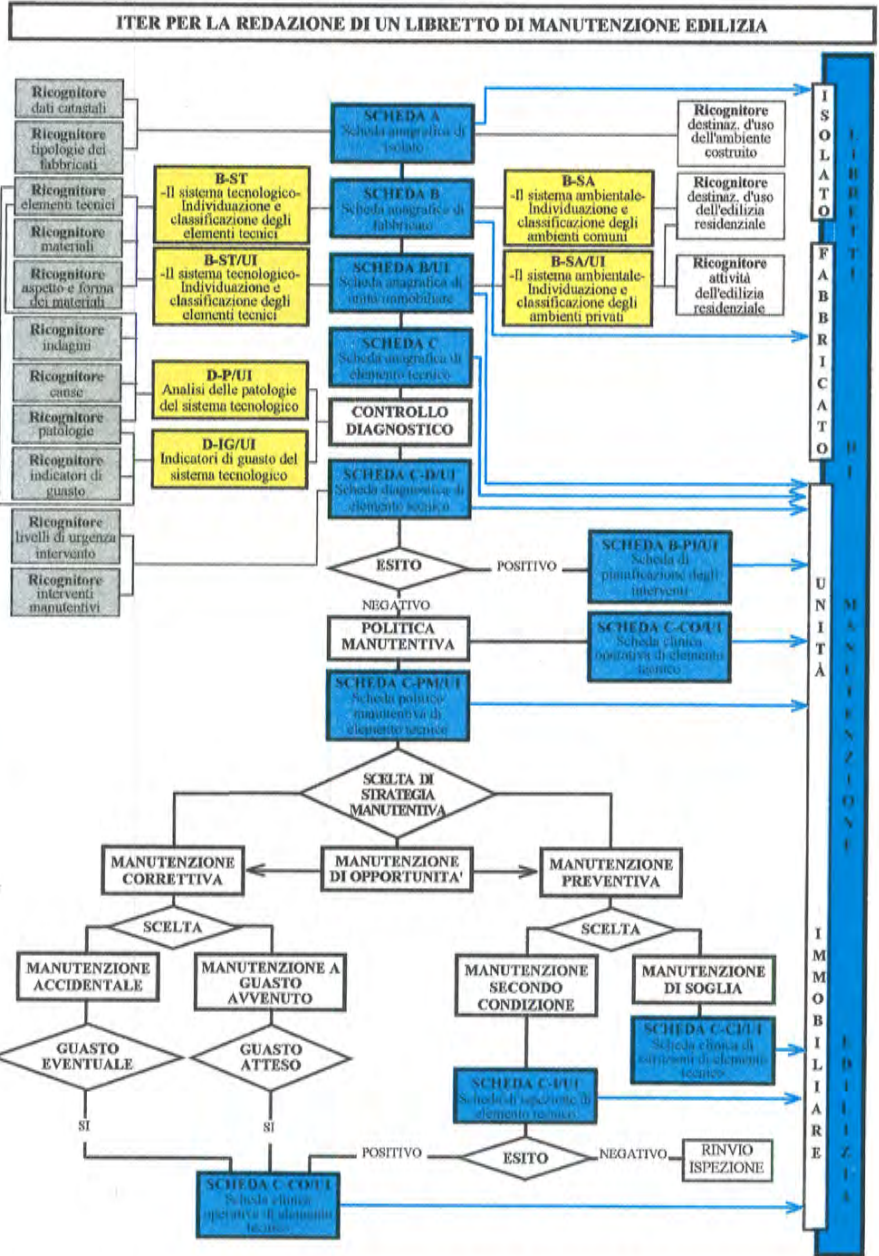 ITER PER LA REDAZIONE DI UN LIBRETTO DI MANUTENZIONE EDILIZIA
Ricognitore
dati catastali
Ricognitore
tipologie dei
fabbricati
Ricognitore
elementi tecnici
Ricognitore
materiali
Ricognitore
aspetto e forma
dei materiali
Ricognitore
indagini
Ricognitore
cause
Ricognitore
patologie
Ricognitore
indicatori di
guasto
Ricognitore
livelli di urgenza
intervento
Ricognitore
interventi
manutentivi
B-ST
-Il sistema tecnologico-
Individuazione e
classificazione degli
elementi tecnici
B-ST/UI
-Il sistema tecnologico-
Individuazione e
classificazione degli
elementi tecnici
D-P/UI
Analisi delle patologie
del sistema tecnologico
D-IG/UI
Indicatori di guasto del
sistema tecnologico
SCHEDA A
Scheda anagrafica di
isolato
SCHEDA B
Scheda anagrafica di
fabbricato
SCHEDA B/UI
Scheda anagrafica di
unità immobiliare
SCHEDA C
Scheda anagrafica di
elemento tecnico
CONTROLLO
DIAGNOSTICO
SCHEDA C-D/UI
Scheda diagnostica di
elemento tecnico
B-SA
-Il sistema ambientale-
Individuazione e
classificazione degli
ambienti comuni
B-SA/UI
-Il sistema ambientale-
Individuazione e
classificazione degli
ambienti privati
Ricognitore
destinaz. d'uso
dell'ambiente
costruito
Ricognitore
destinaz. d'uso
dell'edilizia
residenziale
Ricognitore
attività
dell'edilizia
residenziale
ESITO
POSITIVO
SCHEDA B-PI/UI
Scheda di
pianificazione degli
interventi
NEGATIVO
POLITICA
MANUTENTIVA
SCHEDA C-CO/UI
Scheda clinica
operativa di elemento
tecnico
SCHEDA C-PM/UI
Scheda politico
manutentiva di
elemento tecnico
SCELTA DI
STRATEGIA
MANUTENTIVA
MANUTENZIONE
CORRETTIVA
MANUTENZIONE
DI OPPORTUNITA'
MANUTENZIONE
PREVENTIVA
SCELTA
SCELTA
MANUTENZIONE
ACCIDENTALE
MANUTENZIONE A
GUASTO
AVVENUTO
MANUTENZIONE
SECONDO
CONDIZIONE
MANUTENZIONE
DI SOGLIA
GUASTO
EVENTUALE
GUASTO
ATTESO
SCHEDA C-CI/UI
Scheda clinica di
elemento
tecnico
SCHEDA C-I/UI
Scheda di ispezione di
elemento tecnico
SI
SI
POSITIVO
ESITO
NEGATIVO
RINVIO
ISPEZIONE
SCHEDA C-CO/UI
Scheda clinica
operativa di elemento
tecnico
ISOLATO
FABBRICATO
UNITÀ
IMMOBILIARE
LIBRETTI
DI
MANUTENZIONE
EDILIZIA